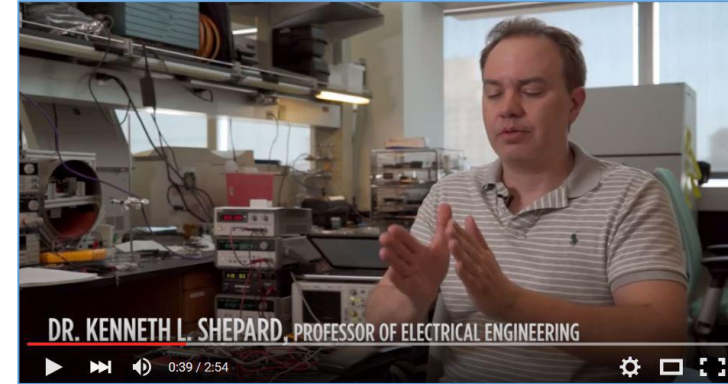 DR. KENNETH L. SHEPARD, PROFESSOR OF ELECTRICAL ENGINEERING
0:39 / 2:54